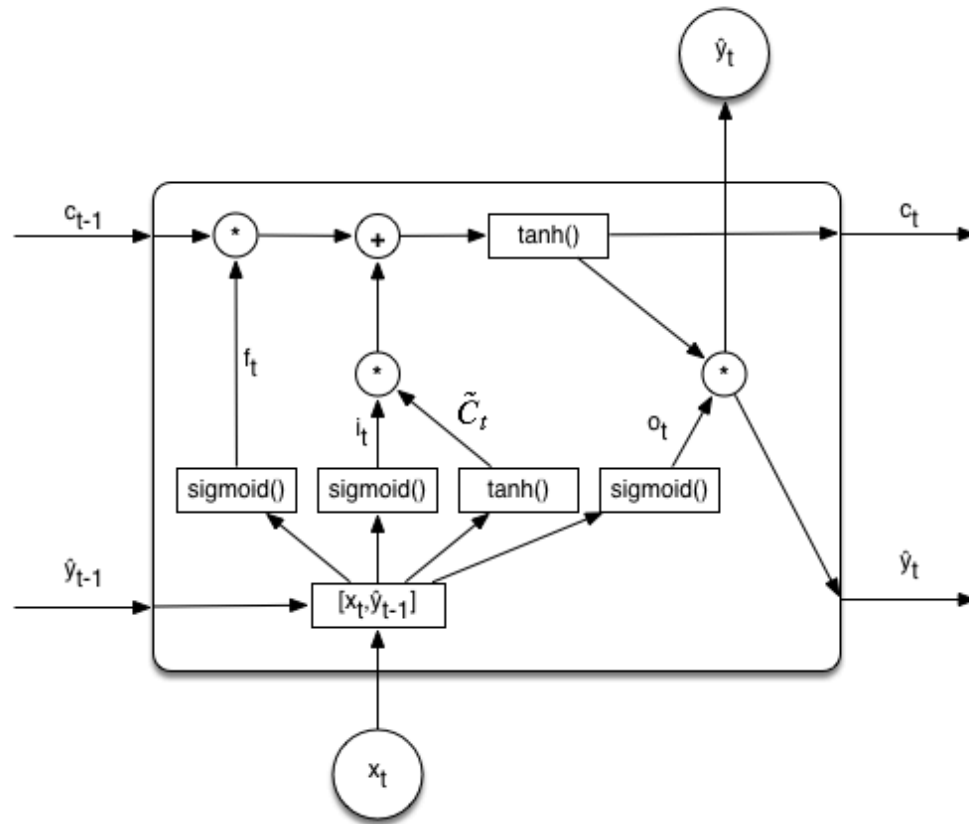 ŷt
ct-1
*
+
tanh()
ct
ft
*
C̃t
*
it
ot
sigmoid()
sigmoid()
tanh()
sigmoid()
ŷt-1
[xt,ŷt-1]
ŷt
xt